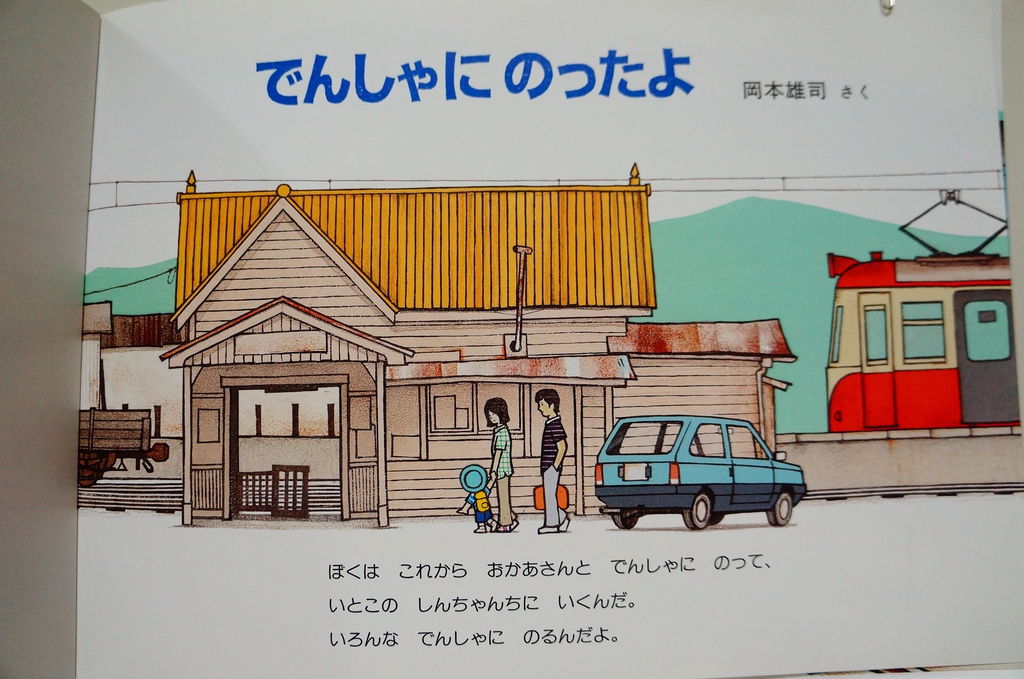 でんしゃに のったよ
岡本雄司 さく
ぼくは これから おかあさんと でんしゃに のって、
いとこの しんちゃんちに いくんだ。
いろんな でんしゃに のるんだよ。